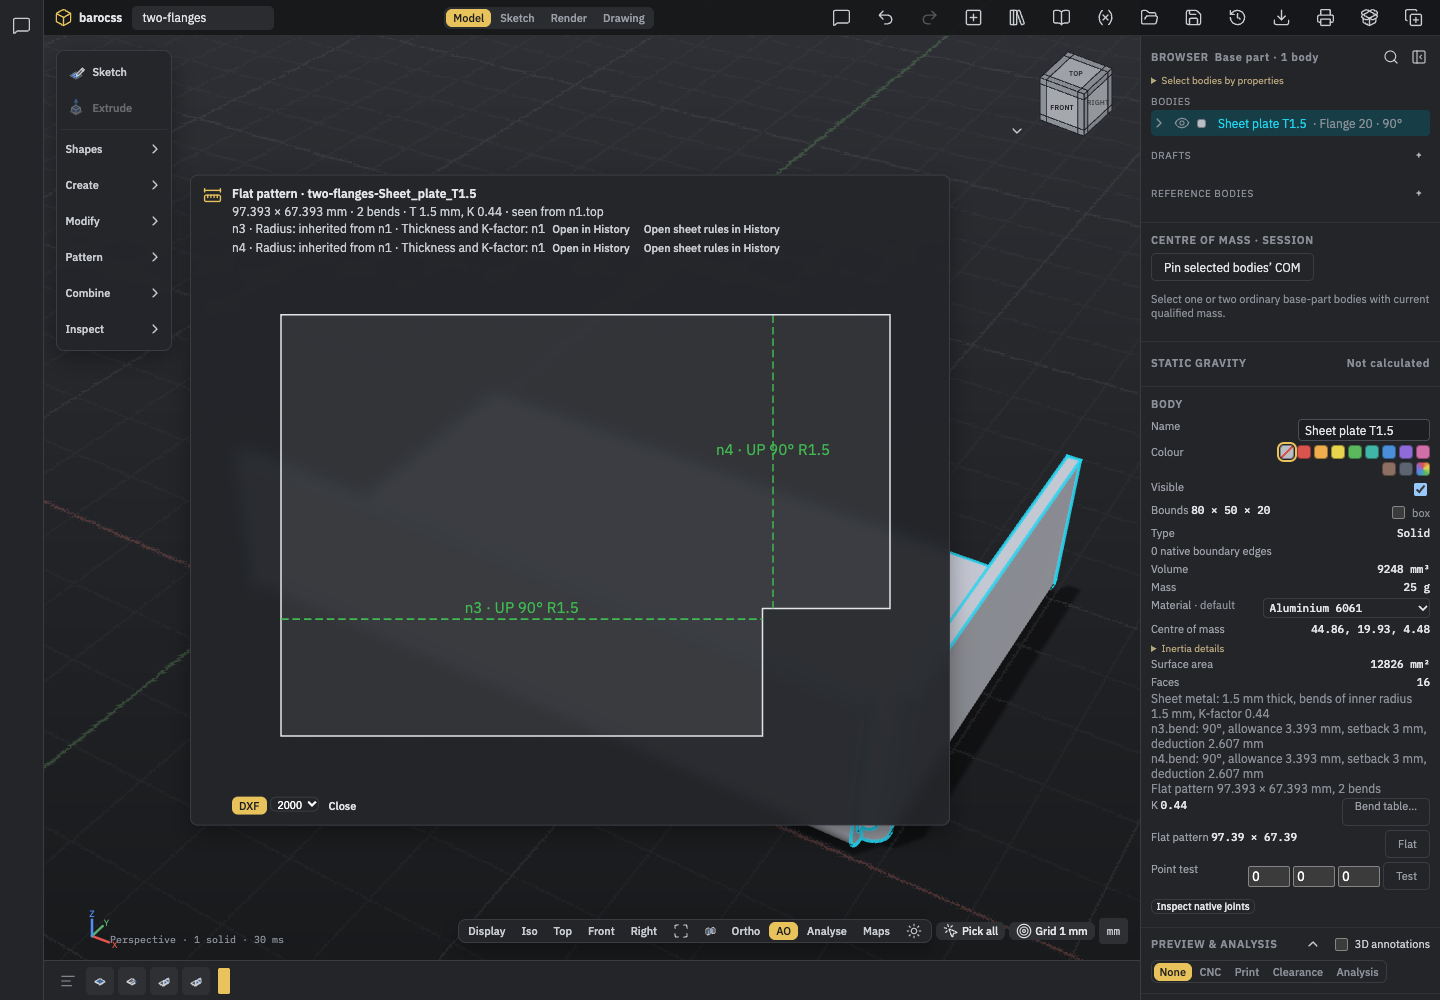 barocss
two-flanges
Model Sketch Render Drawing
Sketch
Extrude
Shapes
Create
Modify
Pattern
Combine
Inspect
TOP
FRONT
RIGHT
Flat pattern · two-flanges-Sheet_plate_T1.5
97.393 × 67.393 mm · 2 bends · T 1.5 mm, K 0.44 · seen from n1.top
n3 · Radius: inherited from n1 · Thickness and K-factor: n1 Open in History Open sheet rules in History
n4 · Radius: inherited from n1 · Thickness and K-factor: n1 Open in History Open sheet rules in History
n4 · UP 90° R1.5
n3 · UP 90° R1.5
DXF 2000 Close
Z
Y
X
Perspective · 1 solid · 30 ms
Display Iso Top Front Right Ortho AO Analyse Maps Pick all Grid 1 mm mm
BROWSER Base part · 1 body
Select bodies by properties
BODIES
Sheet plate T1.5 · Flange 20 · 90°
DRAFTS +
REFERENCE BODIES +
CENTRE OF MASS · SESSION
Pin selected bodies’ COM
Select one or two ordinary base-part bodies with current
qualified mass.
STATIC GRAVITY Not calculated
BODY
Name Sheet plate T1.5
Colour
Visible
Bounds 80 × 50 × 20 box
Type Solid
0 native boundary edges
Volume 9248 mm³
Mass 25 g
Material · default Aluminium 6061
Centre of mass 44.86, 19.93, 4.48
Inertia details
Surface area 12826 mm²
Faces 16
Sheet metal: 1.5 mm thick, bends of inner radius
1.5 mm, K-factor 0.44
n3.bend: 90°, allowance 3.393 mm, setback 3 mm,
deduction 2.607 mm
n4.bend: 90°, allowance 3.393 mm, setback 3 mm,
deduction 2.607 mm
Flat pattern 97.393 × 67.393 mm, 2 bends
K 0.44 Bend table...
Flat pattern 97.39 × 67.39 Flat
Point test 0 0 0 Test
Inspect native joints
PREVIEW & ANALYSIS 3D annotations
None CNC Print Clearance Analysis